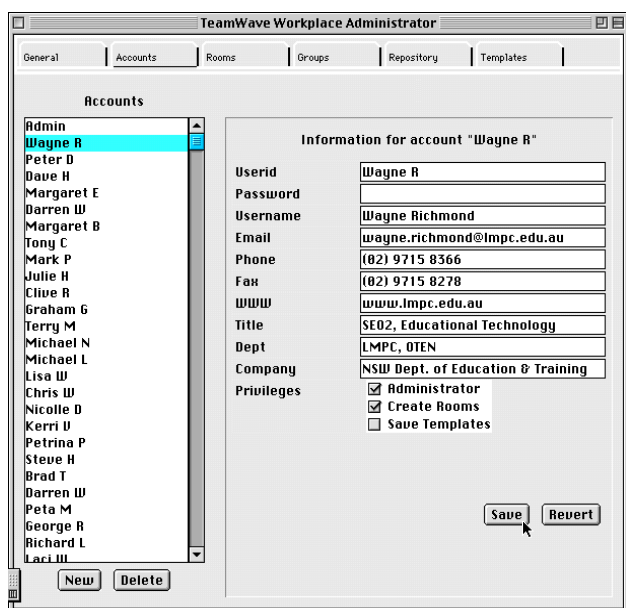 TeamWave Workplace Administrator
General Accounts Rooms Groups Repository Templates
Accounts
Admin
Wayne R
Peter D
Dave H
Margaret E
Darren W
Margaret B
Tony C
Mark P
Julie H
Clive R
Graham G
Terry M
Michael N
Michael L
Lisa W
Chris W
Nicolle D
Kerri V
Petrina P
Steve H
Brad T
Darren W
Peta M
George R
Richard L
Laci W
New Delete
Information for account "Wayne R"
Userid Wayne R
Password
Username Wayne Richmond
Email wayne.richmond@lmpc.edu.au
Phone (02) 9715 8366
Fax (02) 9715 8278
WWW www.lmpc.edu.au
Title SEO2, Educational Technology
Dept LMPC, OTEN
Company NSW Dept. of Education & Training
Privileges Administrator
Create Rooms
Save Templates
Save Revert